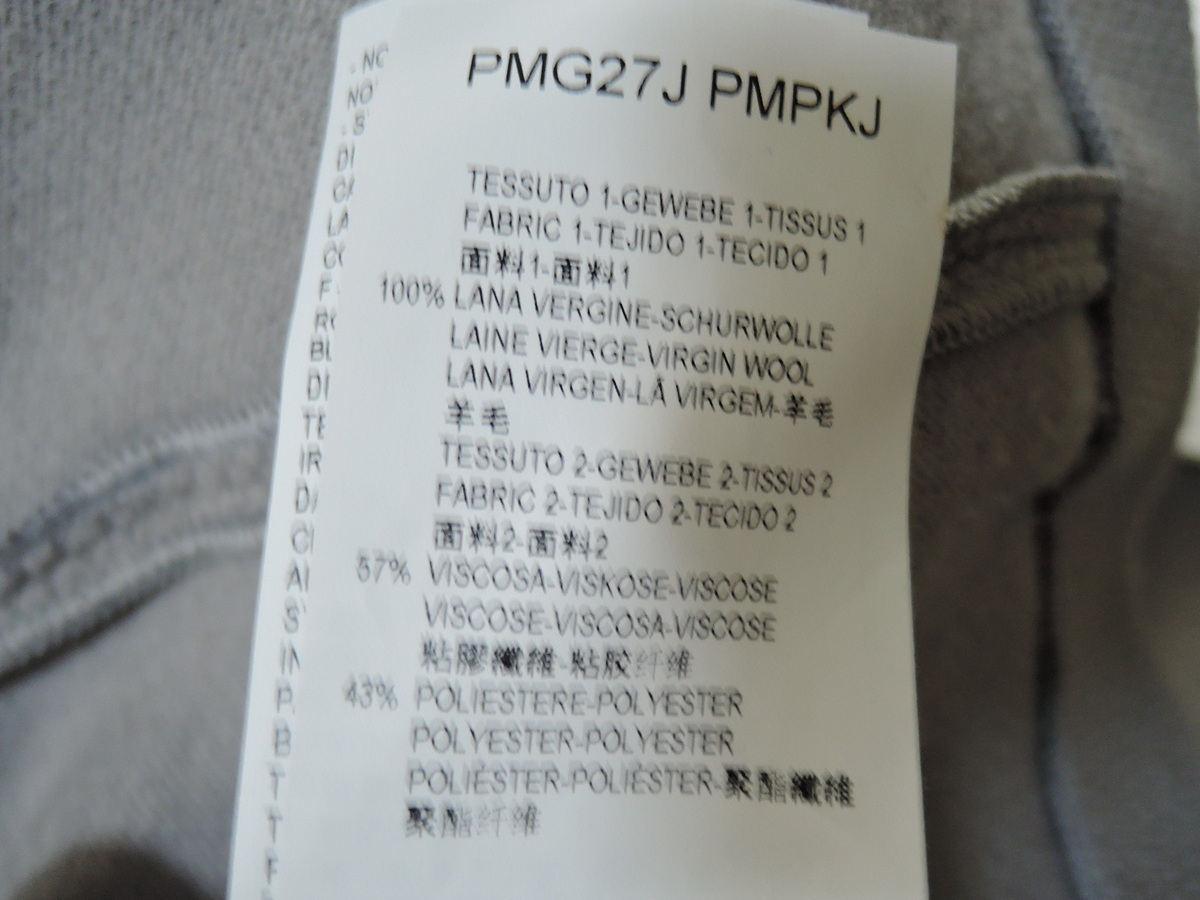 PMG27J PMPKJ
TESSUTO 1-GEWEBE 1-TISSUS 1
FABRIC 1-TEJIDO 1-TECIDO 1
面料1-面料1
100% LANA VERGINE-SCHURWOLLE
LAINE VIERGE-VIRGIN WOOL
LANA VIRGEN-LÃ VIRGEM-羊毛
羊毛
TESSUTO 2-GEWEBE 2-TISSUS 2
FABRIC 2-TEJIDO 2-TECIDO 2
面料2-面料2
57% VISCOSA-VISKOSE-VISCOSE
VISCOSE-VISCOSA-VISCOSE
粘膠纖維-粘胶纤维
43% POLIESTERE-POLYESTER
POLYESTER-POLYESTER
POLIÉSTER-POLIÉSTER-聚酯纖維
聚酯纤维